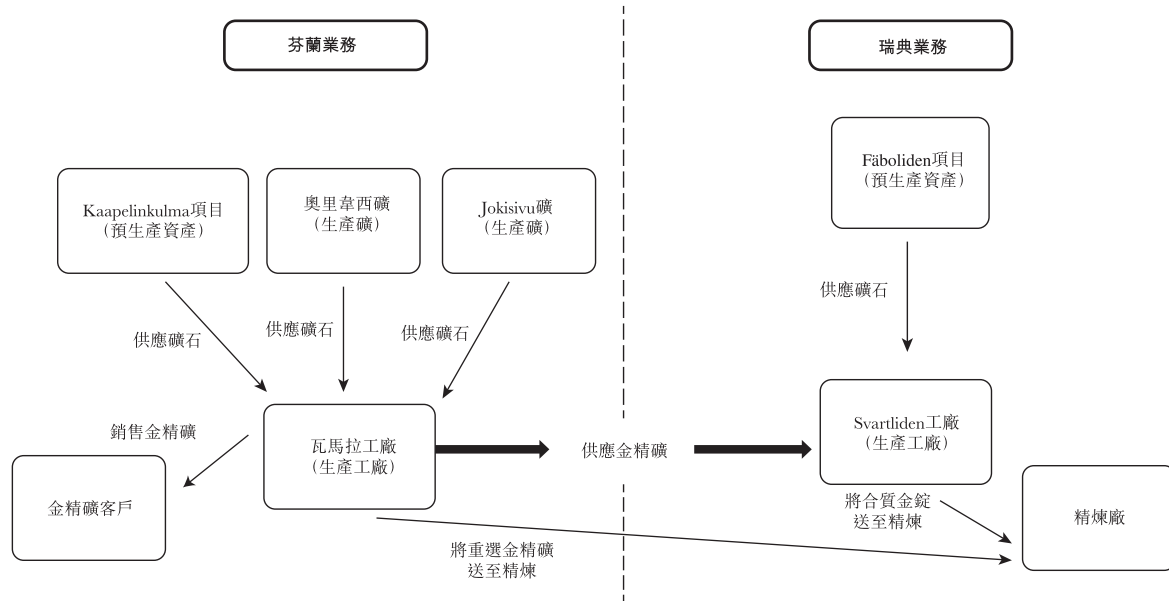 芬蘭業務
瑞典業務
Fäboliden項目
（預生產資產）
Kaapelinkulma項目
（預生產資產）
奧里韋西礦
（生產礦）
Jokisivu礦
（生產礦）
供應礦石
供應礦石
供應礦石
供應礦石
銷售金精礦
瓦馬拉工廠
（生產工廠）
供應金精礦
Svartliden工廠
（生產工廠）
金精礦客戶
將合質金錠
送至精煉
精煉廠
將重選金精礦
送至精煉